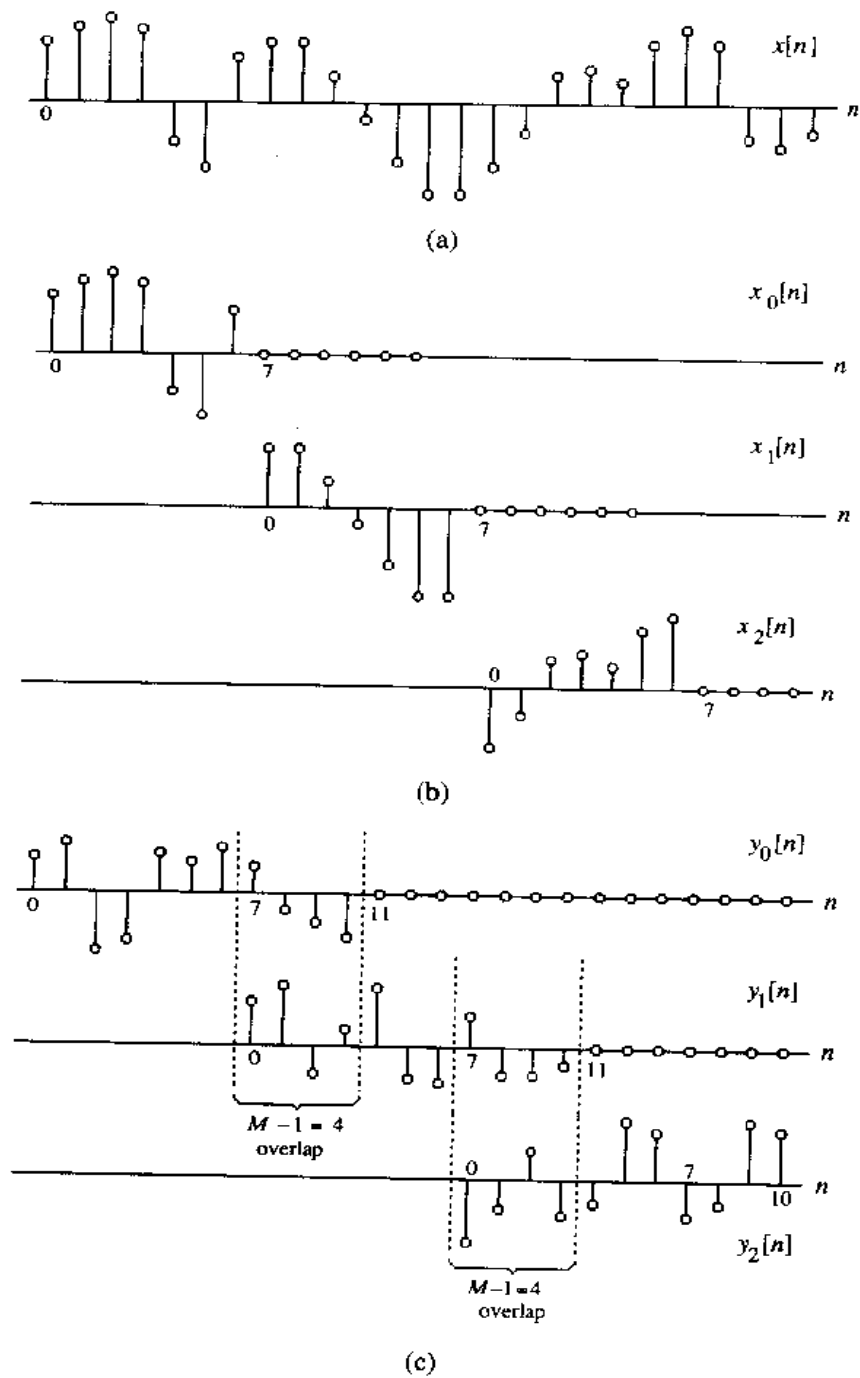 x[n]
0 n
(a)
x₀[n]
0 7 n
x₁[n]
0 7 n
x₂[n]
0 7 n
(b)
y₀[n]
0 7 11 n
y₁[n]
0 7 11 n
M – 1 = 4
overlap
0 7 10 n
y₂[n]
M – 1 = 4
overlap
(c)